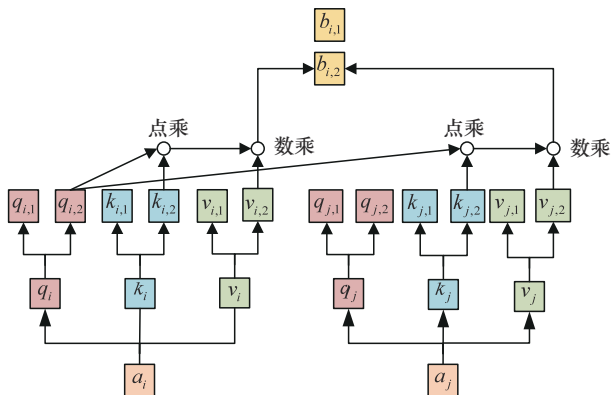 b_{i,1}
b_{i,2}
点乘 数乘 点乘 数乘
q_{i,1} q_{i,2} k_{i,1} k_{i,2} v_{i,1} v_{i,2} q_{j,1} q_{j,2} k_{j,1} k_{j,2} v_{j,1} v_{j,2}
q_i k_i v_i q_j k_j v_j
a_i a_j